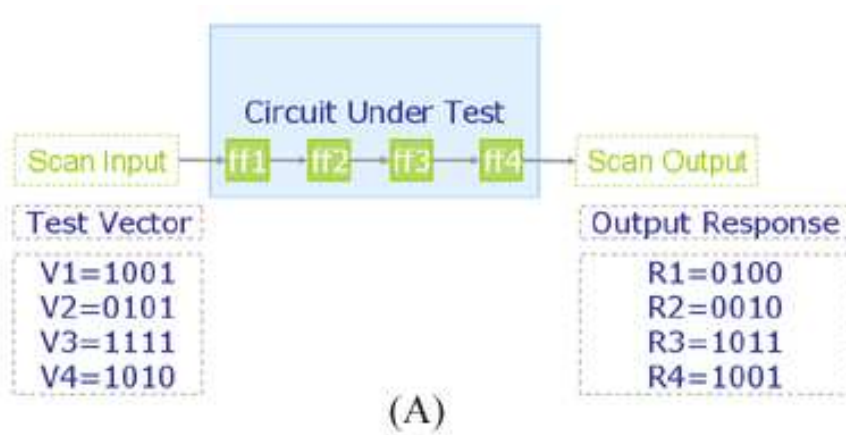 Circuit Under Test
Scan Input ff1 ff2 ff3 ff4 Scan Output
Test Vector Output Response
V1=1001 R1=0100
V2=0101 R2=0010
V3=1111 R3=1011
V4=1010 R4=1001
(A)